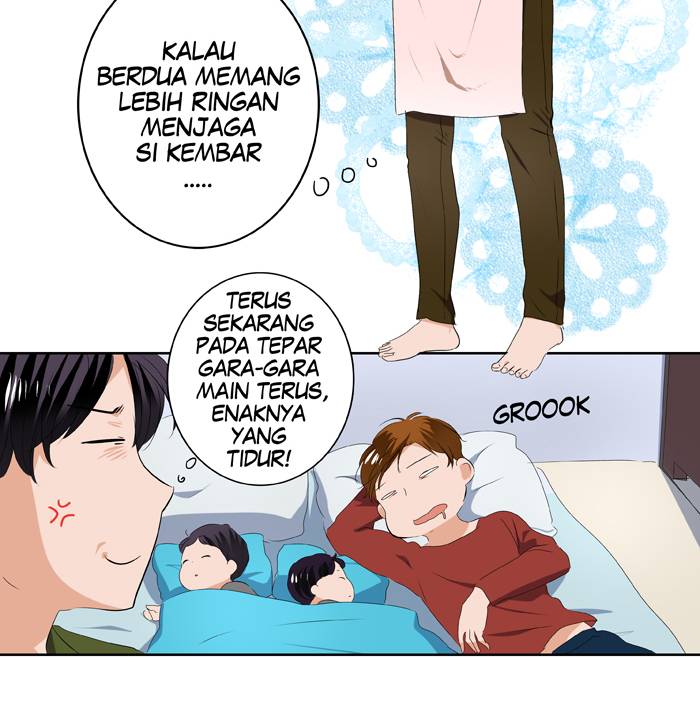 KALAU
BERDUA MEMANG
LEBIH RINGAN
MENJAGA
SI KEMBAR
.....
TERUS
SEKARANG
PADA TEPAR
GARA-GARA
MAIN TERUS,
ENAKNYA
YANG
TIDUR!
GROOOK